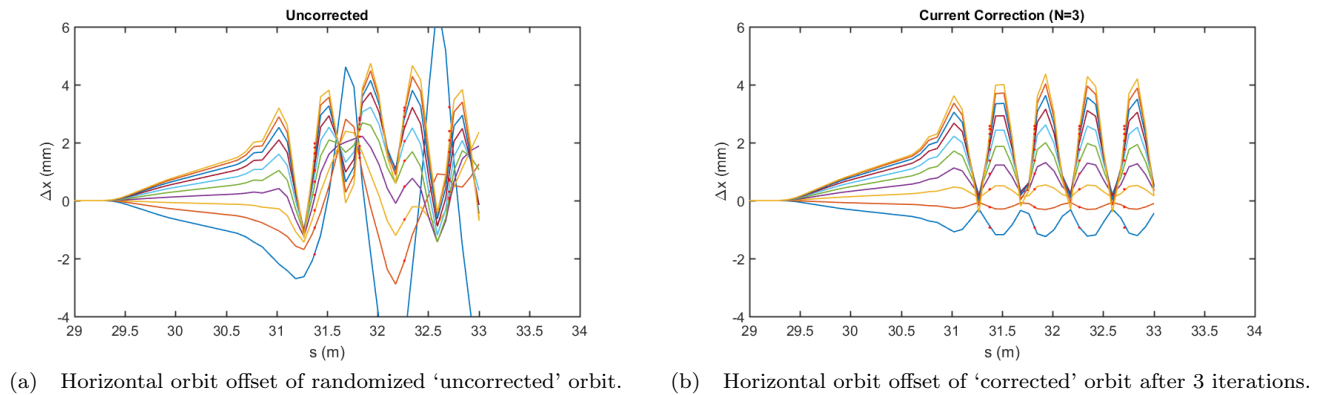 Uncorrected
6
4
2
0
-2
-4
Δx (mm)
29 29.5 30 30.5 31 31.5 32 32.5 33 33.5 34
s (m)
(a) Horizontal orbit offset of randomized ‘uncorrected’ orbit.
Current Correction (N=3)
6
4
2
0
-2
-4
Δx (mm)
29 29.5 30 30.5 31 31.5 32 32.5 33 33.5 34
s (m)
(b) Horizontal orbit offset of ‘corrected’ orbit after 3 iterations.